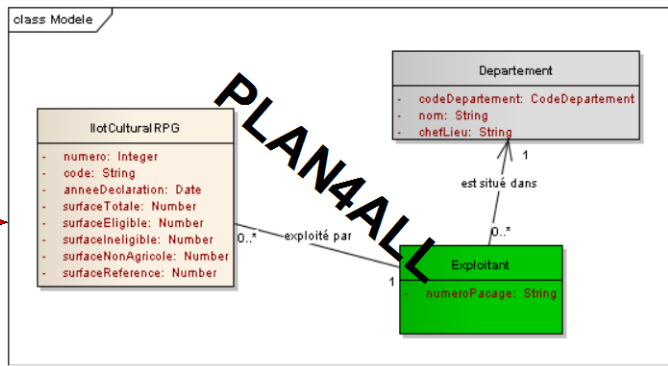 class Modele
Departement
- codeDepartement: CodeDepartement
- nom: String
- chefLieu: String
1
est situé dans
0..*
IlotCulturalRPG
- numero: Integer
- code: String
- anneeDeclaration: Date
- surfaceTotale: Number
- surfaceEligible: Number
- surfaceIneligible: Number
- surfaceNonAgricole: Number
- surfaceReference: Number
0..*
exploité par
1
Exploitant
- numeroPacage: String
PLAN4ALL